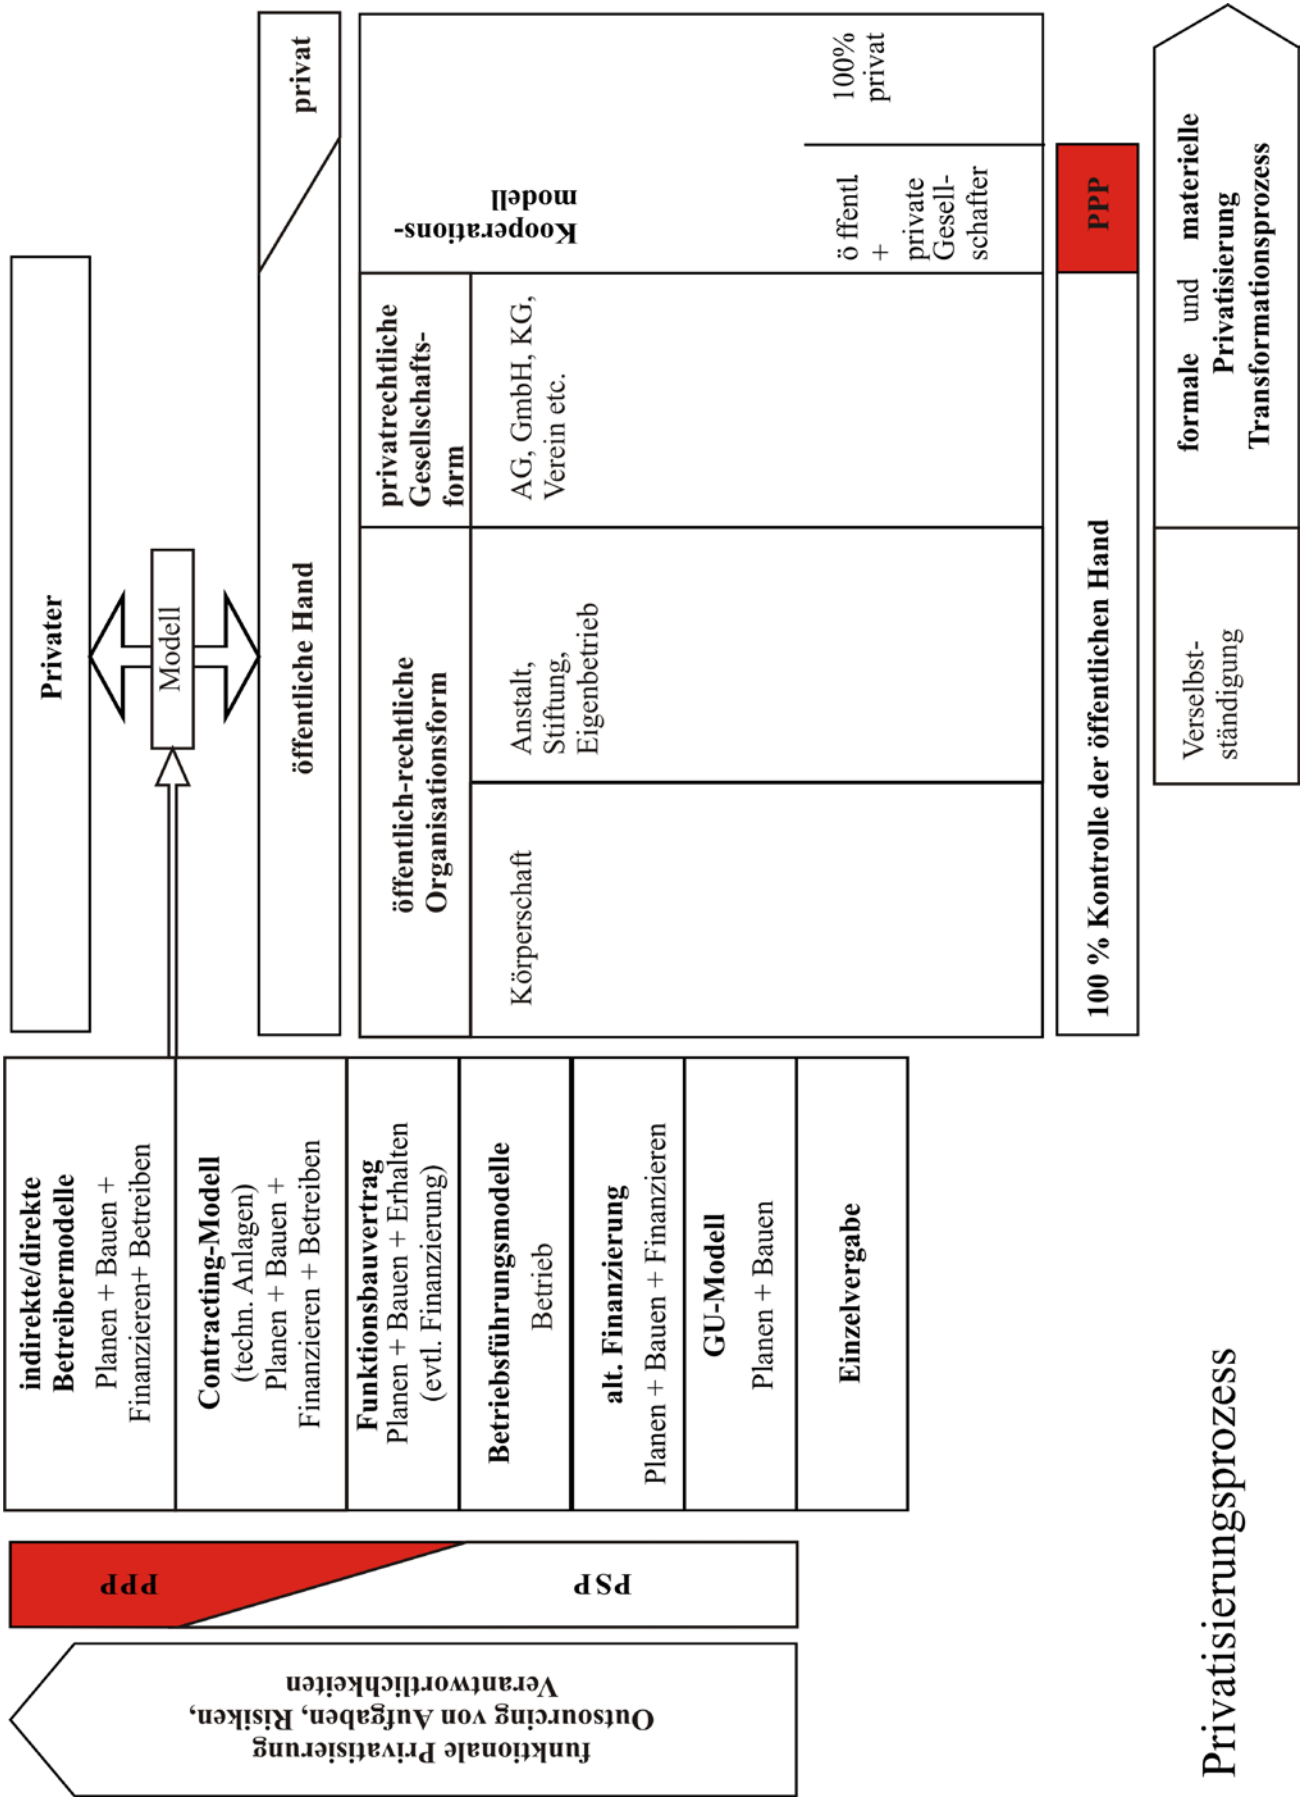 funktionale Privatisierung
Outsourcing von Aufgaben, Risiken,
Verantwortlichkeiten
PPP
PSP
indirekte/direkte
Betreibermodelle
Planen + Bauen +
Finanzieren+ Betreiben
Contracting-Modell
(techn. Anlagen)
Planen + Bauen +
Finanzieren + Betreiben
Funktionsbauvertrag
Planen + Bauen + Erhalten
(evtl. Finanzierung)
Betriebsführungsmodelle
Betrieb
alt. Finanzierung
Planen + Bauen + Finanzieren
GU-Modell
Planen + Bauen
Einzelvergabe
Privater
Modell
öffentliche Hand
privat
öffentlich-rechtliche
Organisationsform
privatrechtliche
Gesellschafts-
form
Kooperations-
modell
Körperschaft
Anstalt,
Stiftung,
Eigenbetrieb
AG, GmbH, KG,
Verein etc.
ö ffentl.
+
private
Gesell-
schafter
100%
privat
100 % Kontrolle der öffentlichen Hand
PPP
Verselbst-
ständigung
formale und materielle
Privatisierung
Transformationsprozess
Privatisierungsprozess